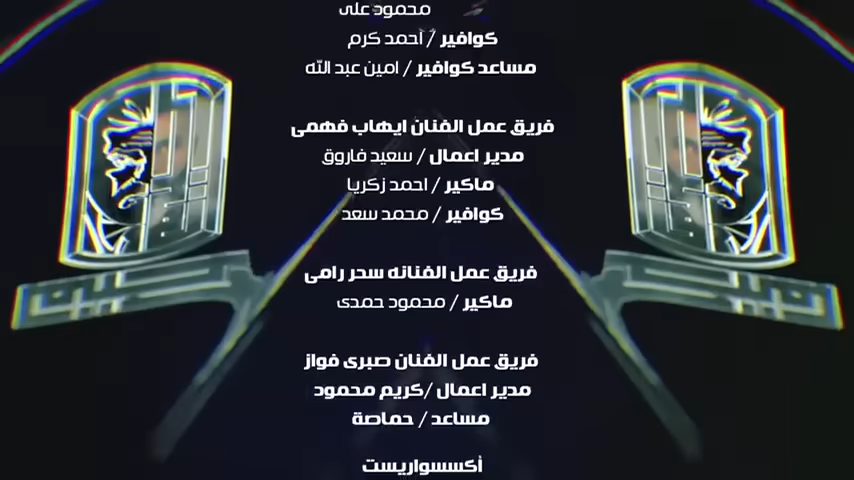 محمود على
كوافير / احمد كرم
مساعد كوافير / امين عبد الله
فريق عمل الفنان ايهاب فهمى
مدير اعمال / سعيد فاروق
ماكير / احمد زكريا
كوافير / محمد سعد
فريق عمل الفنانه سحر رامى
ماكير / محمود حمدى
فريق عمل الفنان صبرى فواز
مدير اعمال /كريم محمود
مساعد / حماصة
أكسسواريست